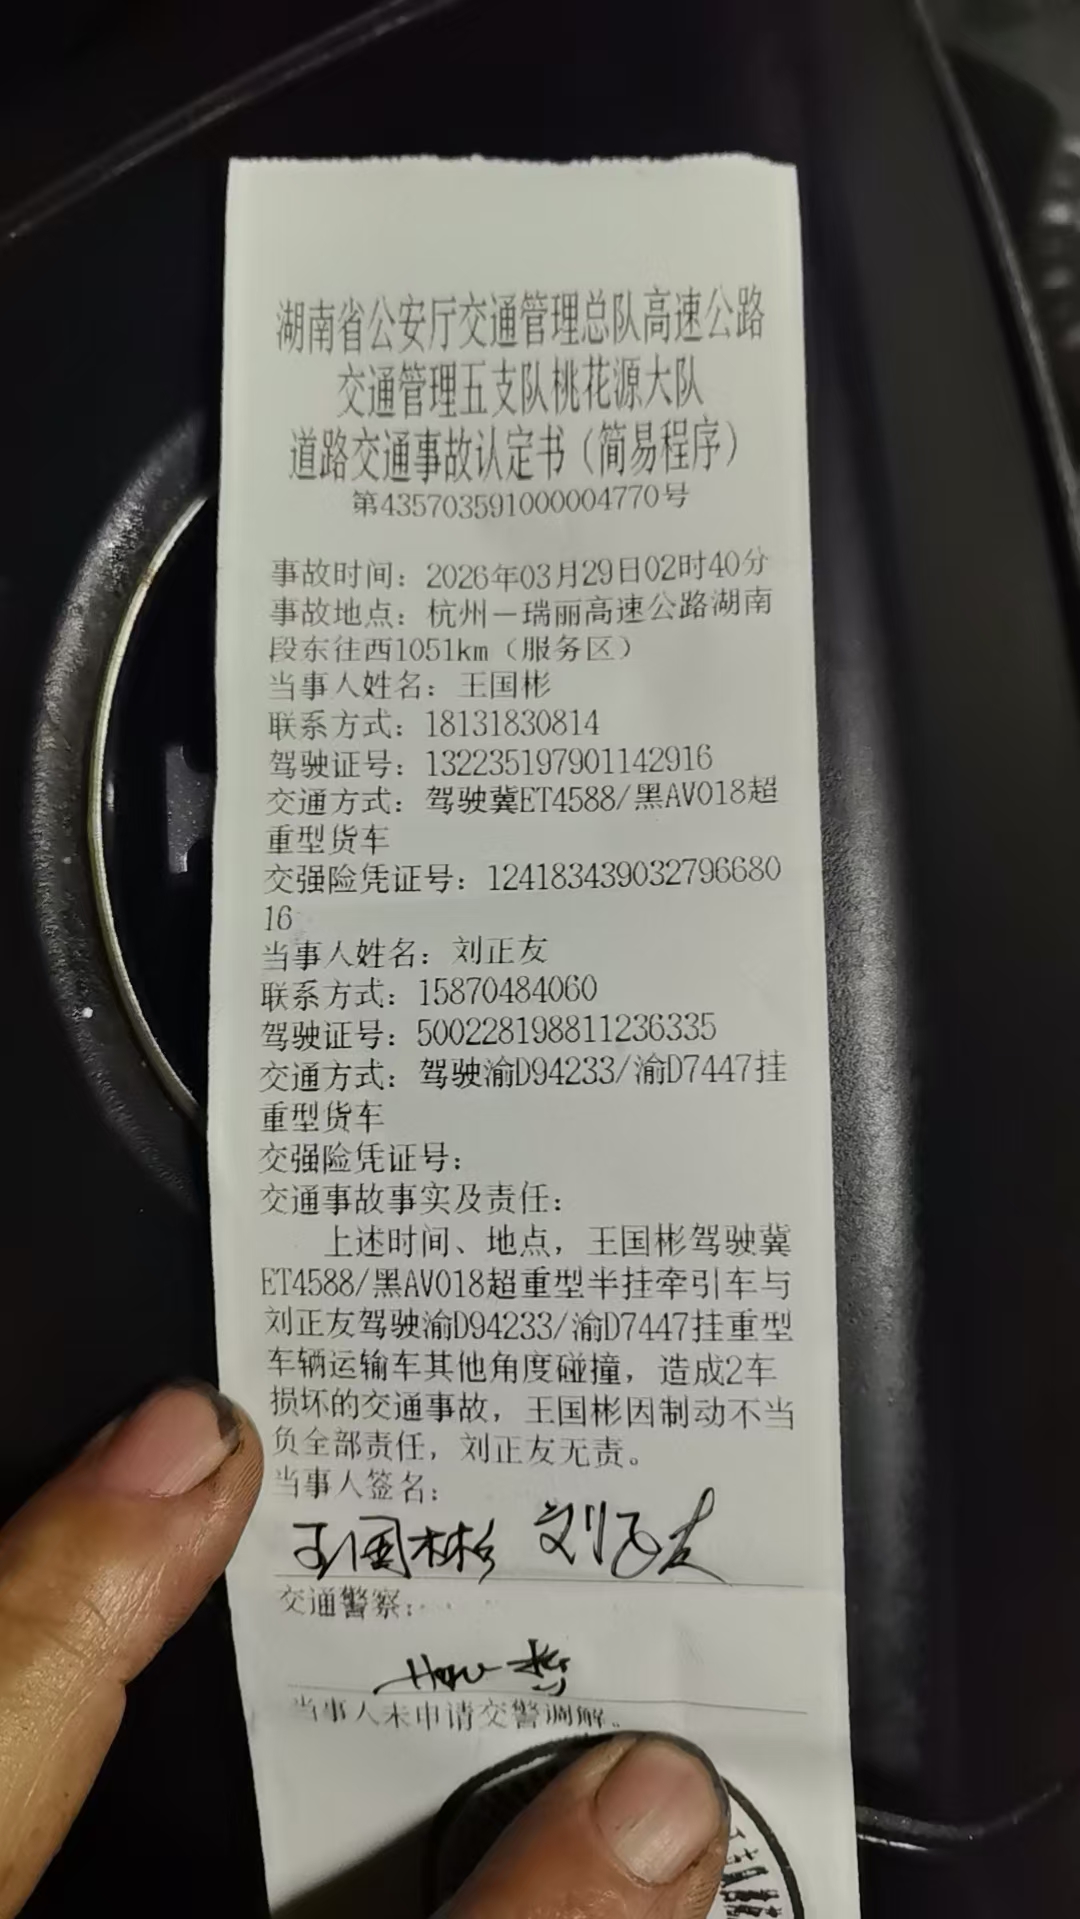 湖南省公安厅交通管理总队高速公路
交通管理五支队桃花源大队
道路交通事故认定书（简易程序）
第435703591000004770号
事故时间：2026年03月29日02时40分
事故地点：杭州－瑞丽高速公路湖南
段东往西1051km（服务区）
当事人姓名：王国彬
联系方式：18131830814
驾驶证号：132235197901142916
交通方式：驾驶冀ET4588/黑AV018超
重型货车
交强险凭证号：124183439032796680
16
当事人姓名：刘正友
联系方式：15870484060
驾驶证号：500228198811236335
交通方式：驾驶渝D94233/渝D7447挂
重型货车
交强险凭证号：
交通事故事实及责任：
上述时间、地点，王国彬驾驶冀
ET4588/黑AV018超重型半挂牵引车与
刘正友驾驶渝D94233/渝D7447挂重型
车辆运输车其他角度碰撞，造成2车
损坏的交通事故，王国彬因制动不当
负全部责任，刘正友无责。
当事人签名：
王国彬 刘正友
交通警察：
当事人未申请交警调解。